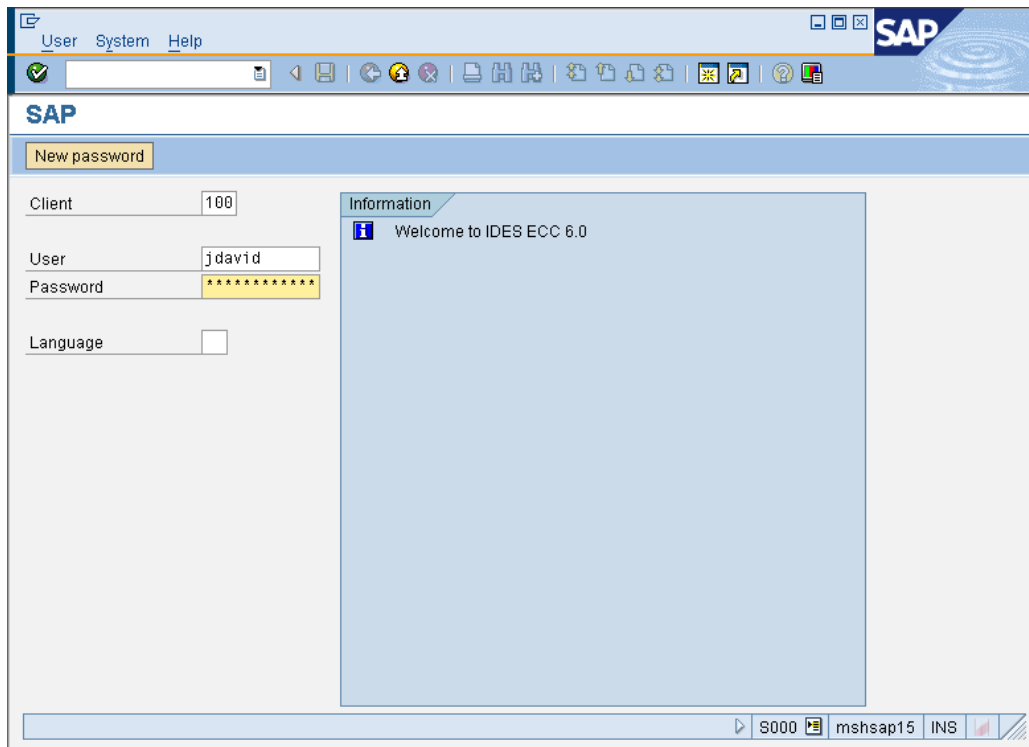 User System Help
SAP
SAP
New password
Client 100
Information
Welcome to IDES ECC 6.0
User jdavid
Password ************
Language
S000 mshsap15 INS